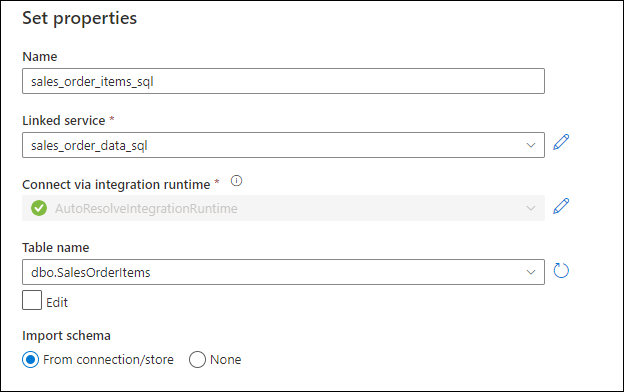 Set properties
Name
sales_order_items_sql
Linked service *
sales_order_data_sql
Connect via integration runtime *
AutoResolveIntegrationRuntime
Table name
dbo.SalesOrderItems
Edit
Import schema
From connection/store None